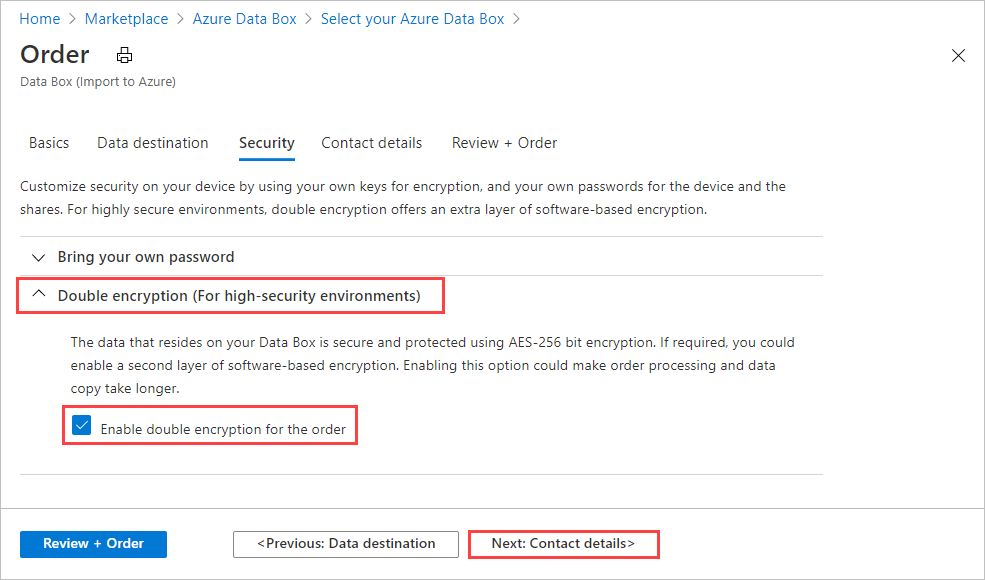 Home > Marketplace > Azure Data Box > Select your Azure Data Box >
Order
Data Box (Import to Azure)
Basics Data destination Security Contact details Review + Order
Customize security on your device by using your own keys for encryption, and your own passwords for the device and the
shares. For highly secure environments, double encryption offers an extra layer of software-based encryption.
Bring your own password
Double encryption (For high-security environments)
The data that resides on your Data Box is secure and protected using AES-256 bit encryption. If required, you could
enable a second layer of software-based encryption. Enabling this option could make order processing and data
copy take longer.
Enable double encryption for the order
Review + Order <Previous: Data destination Next: Contact details>